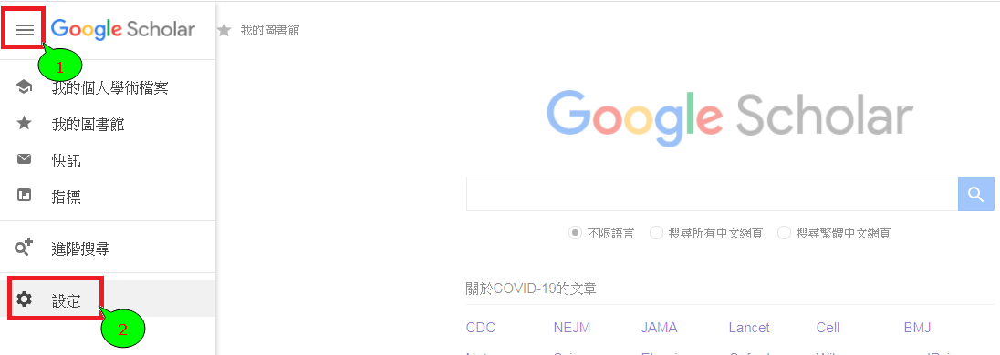 Google Scholar
我的圖書館
1
我的個人學術檔案
我的圖書館
快訊
指標
進階搜尋
設定
2
Google Scholar
不限語言 搜尋所有中文網頁 搜尋繁體中文網頁
關於COVID-19的文章
CDC NEJM JAMA Lancet Cell BMJ